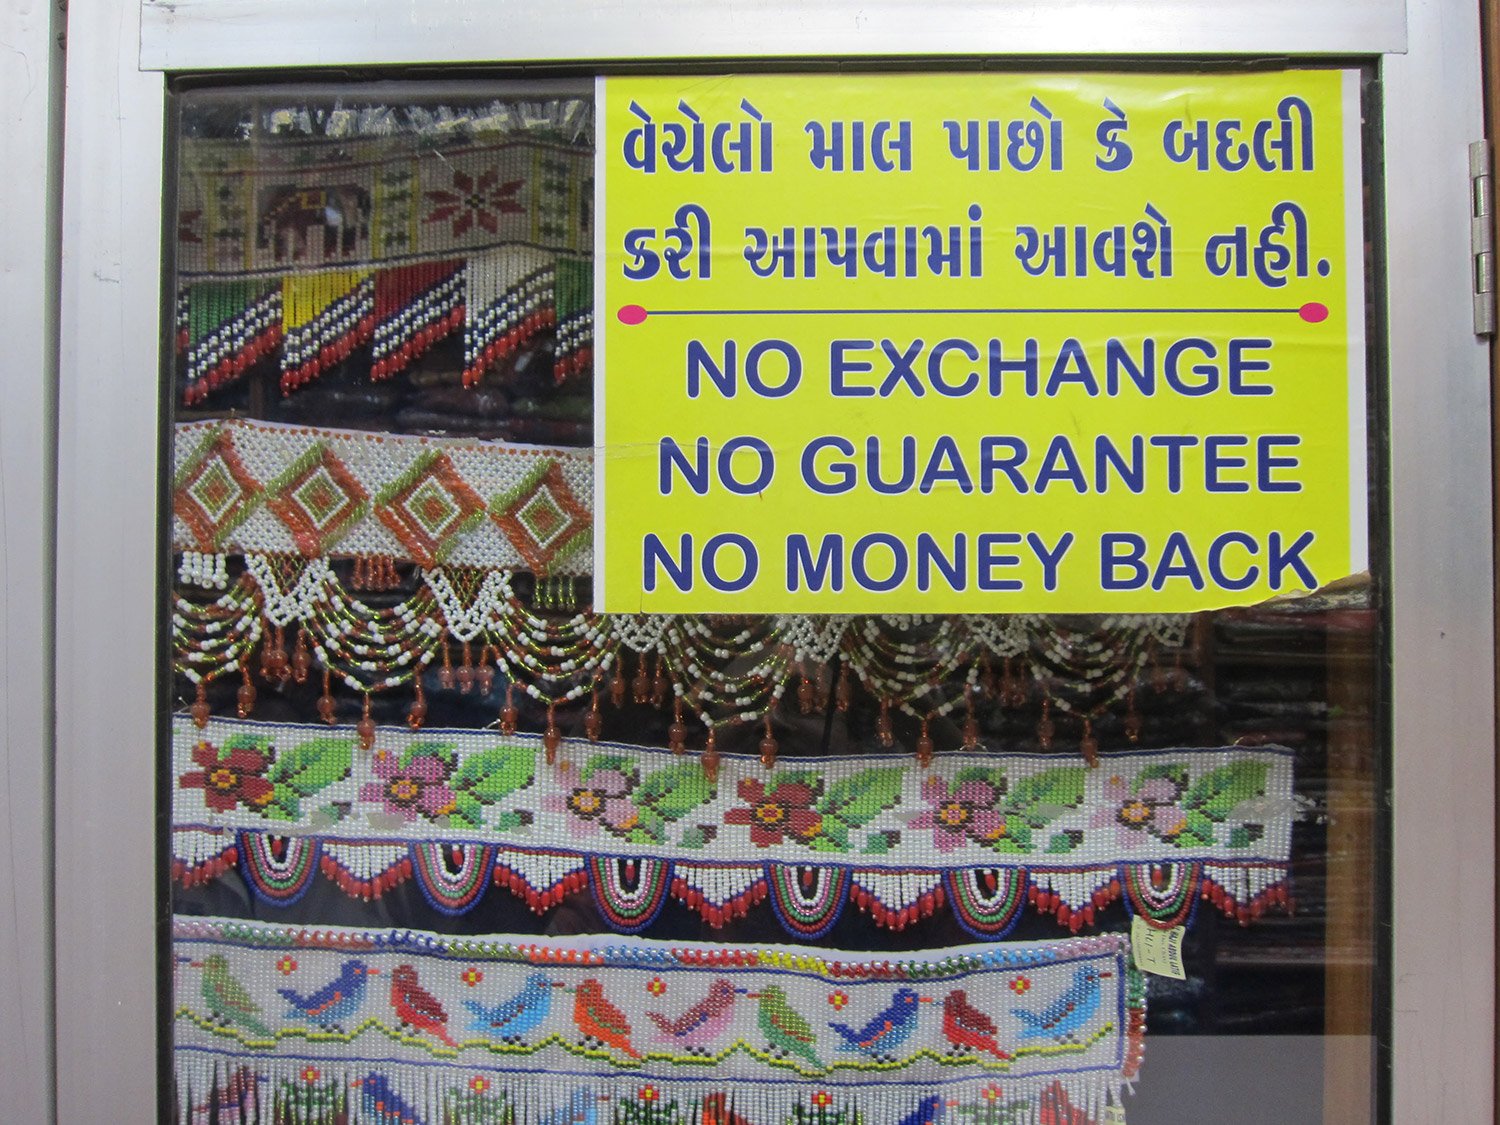 વેચેલો માલ પાછો કે બદલી
કરી આપવામાં આવશે નહી.
NO EXCHANGE
NO GUARANTEE
NO MONEY BACK